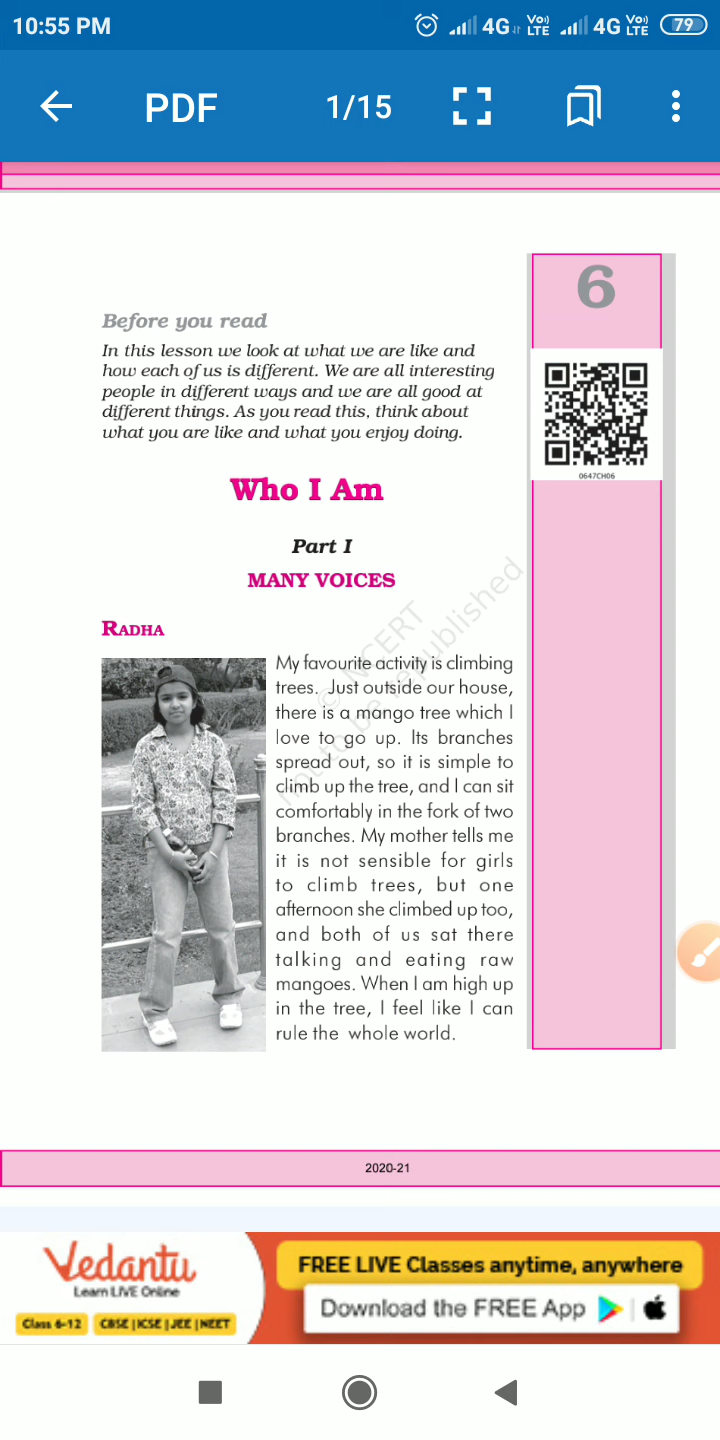 10:55 PM
4G
Vo))
LTE
4G
Vo))
LTE
79
PDF
1/15
6
Before you read
In this lesson we look at what we are like and
how each of us is different. We are all interesting
people in different ways and we are all good at
different things. As you read this, think about
what you are like and what you enjoy doing.
0647CH06
Who I Am
Part I
MANY VOICES
RADHA
My favourite activity is climbing
trees. Just outside our house,
there is a mango tree which I
love to go up. Its branches
spread out, so it is simple to
climb up the tree, and I can sit
comfortably in the fork of two
branches. My mother tells me
it is not sensible for girls
to climb trees, but one
afternoon she climbed up too,
and both of us sat there
talking and eating raw
mangoes. When I am high up
in the tree, I feel like I can
rule the whole world.
© NCERT
not to be republished
2020-21
Vedantu
Learn LIVE Online
Class 6-12
CBSE | ICSE | JEE | NEET
FREE LIVE Classes anytime, anywhere
Download the FREE App